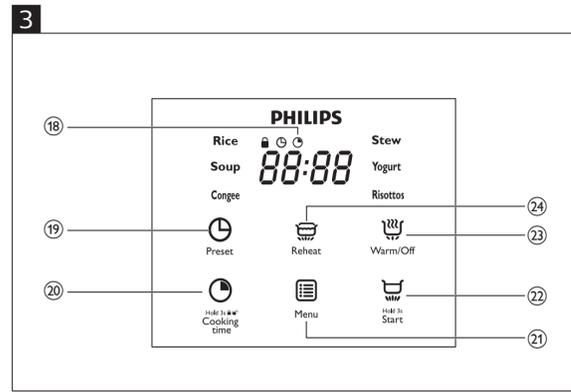 3
PHILIPS
18
Rice
Stew
88:88
Soup
Yogurt
Congee
Risottos
24
19
Preset
Reheat
Warm/Off
23
20
Hold 3s
Cooking
time
Menu
Hold 3s
Start
22
21